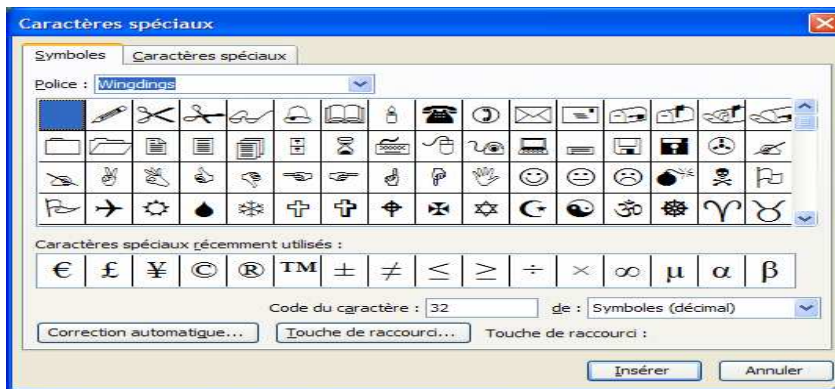 Caractères spéciaux
Symboles Caractères spéciaux
Police : Wingdings
Caractères spéciaux récemment utilisés :
€ £ ¥ © ® ™ ± ≠ ≤ ≥ ÷ × ∞ µ α β
Code du caractère : 32 de : Symboles (décimal)
Correction automatique... Touche de raccourci... Touche de raccourci :
Insérer Annuler